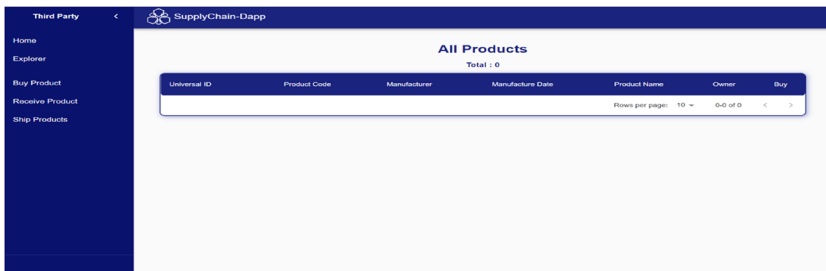 Third Party <
SupplyChain-Dapp
Home
Explorer
Buy Product
Receive Product
Ship Products
All Products
Total : 0
Universal ID Product Code Manufacturer Manufacture Date Product Name Owner Buy
Rows per page: 10 0-0 of 0 < >